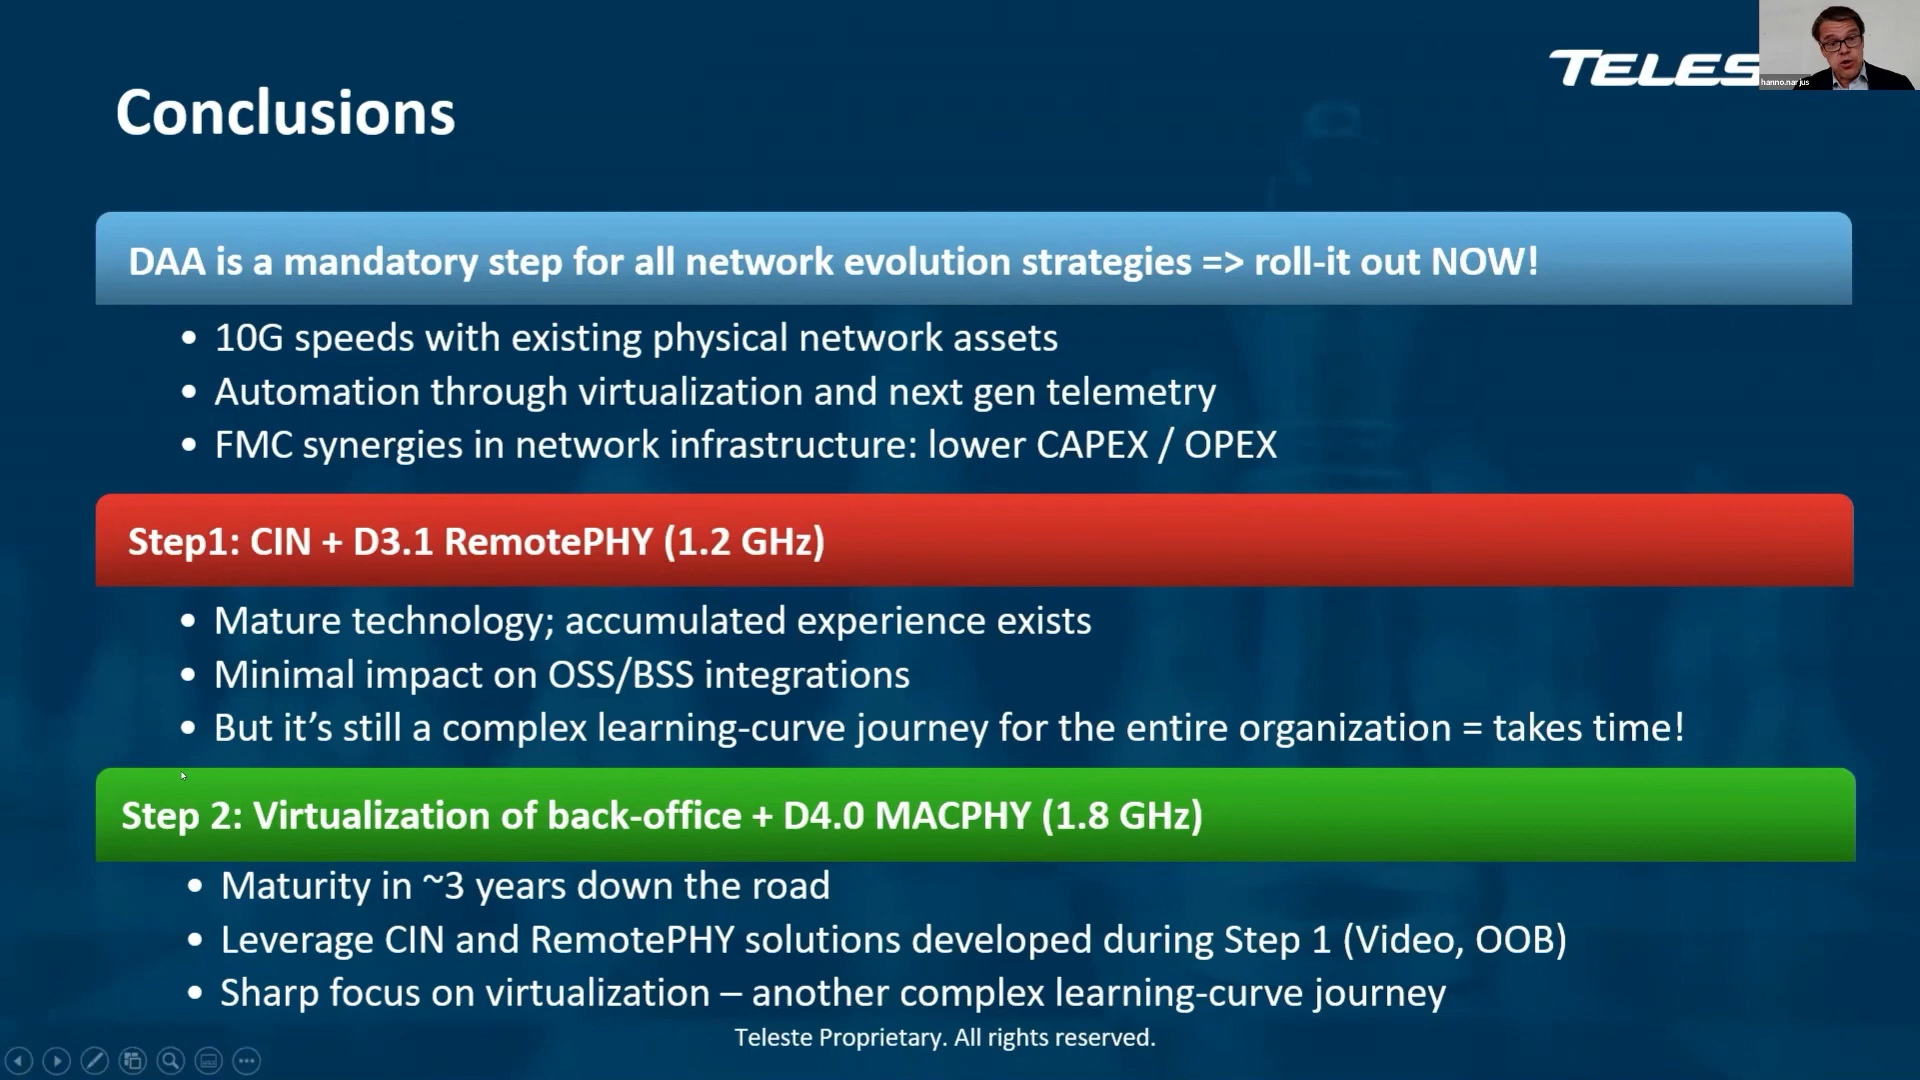 TELES
hanno.narjus
Conclusions
DAA is a mandatory step for all network evolution strategies => roll-it out NOW!
• 10G speeds with existing physical network assets
• Automation through virtualization and next gen telemetry
• FMC synergies in network infrastructure: lower CAPEX / OPEX
Step1: CIN + D3.1 RemotePHY (1.2 GHz)
• Mature technology; accumulated experience exists
• Minimal impact on OSS/BSS integrations
• But it’s still a complex learning-curve journey for the entire organization = takes time!
Step 2: Virtualization of back-office + D4.0 MACPHY (1.8 GHz)
• Maturity in ~3 years down the road
• Leverage CIN and RemotePHY solutions developed during Step 1 (Video, OOB)
• Sharp focus on virtualization – another complex learning-curve journey
Teleste Proprietary. All rights reserved.